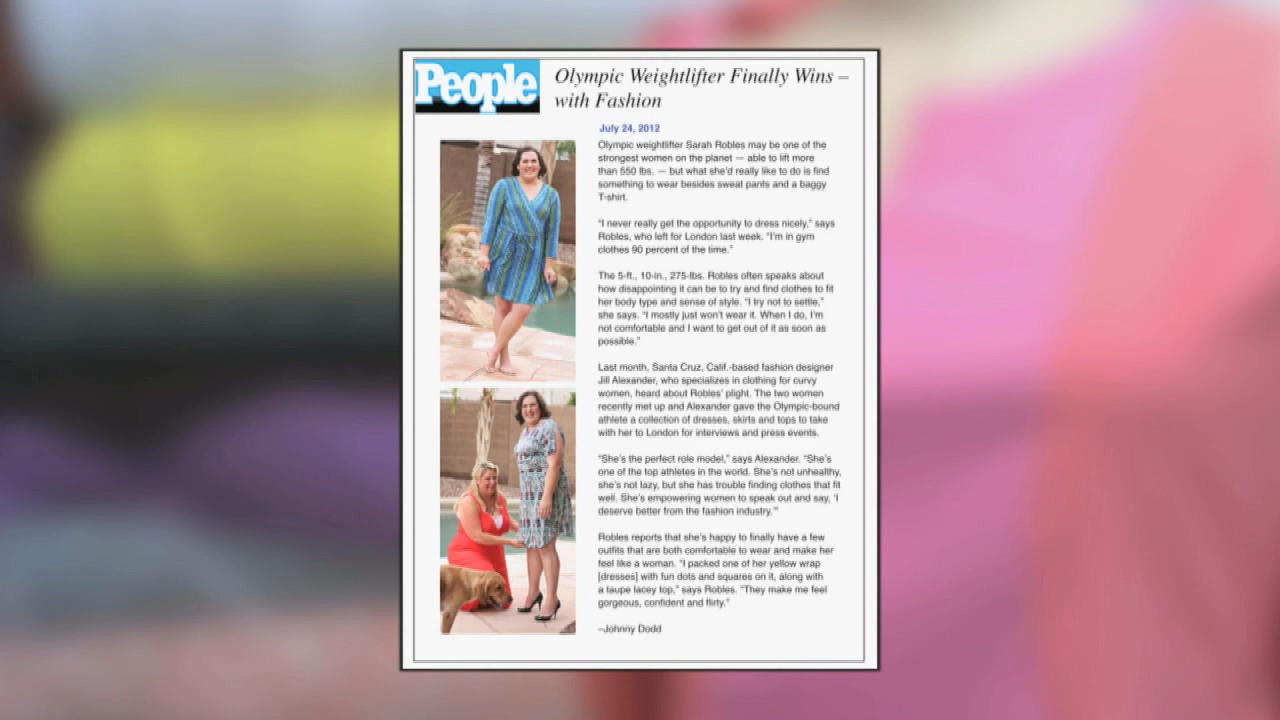 People
Olympic Weightlifter Finally Wins –
with Fashion
July 24, 2012
Olympic weightlifter Sarah Robles may be one of the
strongest women on the planet — able to lift more
than 550 lbs. — but what she'd really like to do is find
something to wear besides sweat pants and a baggy
T-shirt.
"I never really get the opportunity to dress nicely," says
Robles, who left for London last week. "I'm in gym
clothes 90 percent of the time."
The 5-ft., 10-in., 275-lbs. Robles often speaks about
how disappointing it can be to try and find clothes to fit
her body type and sense of style. "I try not to settle,"
she says. "I mostly just won't wear it. When I do, I'm
not comfortable and I want to get out of it as soon as
possible."
Last month, Santa Cruz, Calif.-based fashion designer
Jill Alexander, who specializes in clothing for curvy
women, heard about Robles' plight. The two women
recently met up and Alexander gave the Olympic-bound
athlete a collection of dresses, skirts and tops to take
with her to London for interviews and press events.
"She's the perfect role model," says Alexander. "She's
one of the top athletes in the world. She's not unhealthy,
she's not lazy, but she has trouble finding clothes that fit
well. She's empowering women to speak out and say, 'I
deserve better from the fashion industry.'"
Robles reports that she's happy to finally have a few
outfits that are both comfortable to wear and make her
feel like a woman. "I packed one of her yellow wrap
[dresses] with fun dots and squares on it, along with
a taupe lacey top," says Robles. "They make me feel
gorgeous, confident and flirty."
–Johnny Dodd